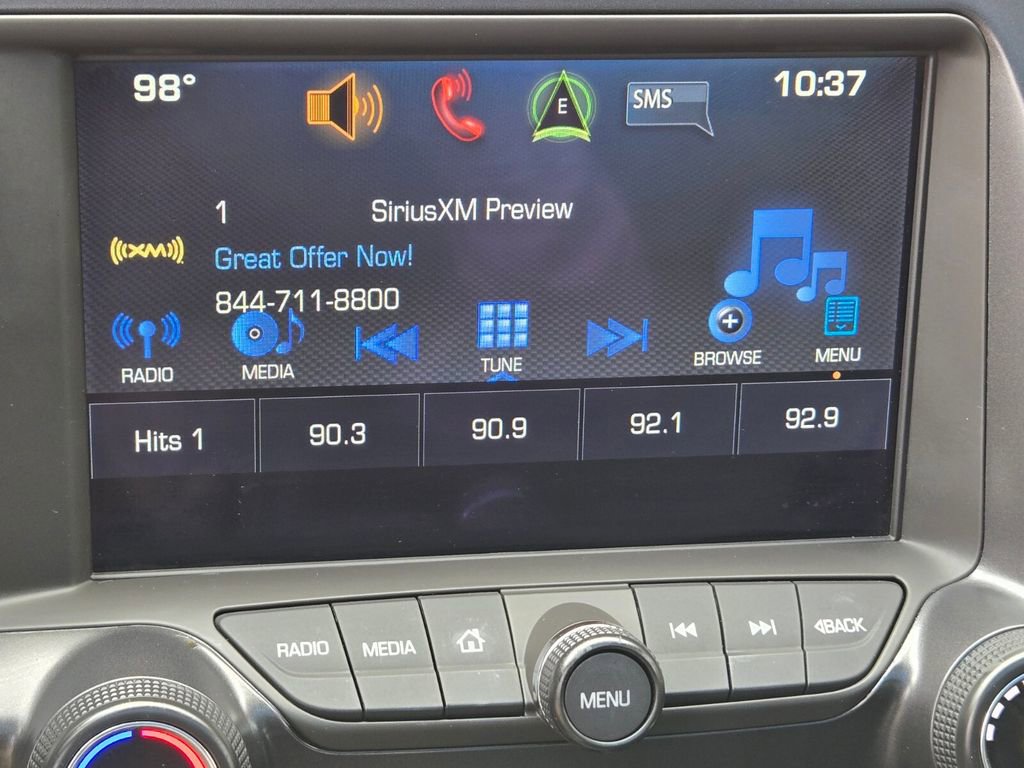 98°
E
SMS
10:37
1 SiriusXM Preview
XM
Great Offer Now!
844-711-8800
RADIO
MEDIA
TUNE
BROWSE
MENU
Hits 1
90.3
90.9
92.1
92.9
RADIO
MEDIA
MENU
BACK